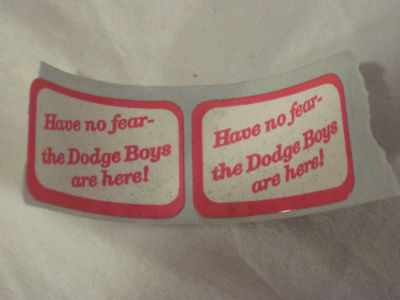 Have no fear-
the Dodge Boys
are here!
Have no fear-
the Dodge Boys
are here!